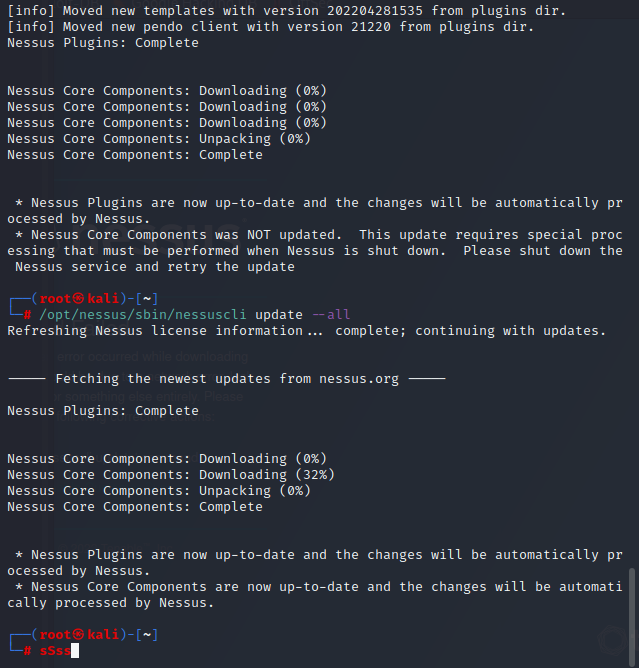 [info] Moved new templates with version 202204281535 from plugins dir.
[info] Moved new pendo client with version 21220 from plugins dir.
Nessus Plugins: Complete
Nessus Core Components: Downloading (0%)
Nessus Core Components: Downloading (0%)
Nessus Core Components: Downloading (0%)
Nessus Core Components: Unpacking (0%)
Nessus Core Components: Complete
* Nessus Plugins are now up-to-date and the changes will be automatically pr
ocessed by Nessus.
* Nessus Core Components was NOT updated.  This update requires special proc
essing that must be performed when Nessus is shut down.  Please shut down the
Nessus service and retry the update
┌──(root㉿kali)-[~]
└─# /opt/nessus/sbin/nessuscli update --all
Refreshing Nessus license information... complete; continuing with updates.
error occurred while downloading
----- Fetching the newest updates from nessus.org -----
something else entirely. Please
Nessus Plugins: Complete
Nessus Core Components: Downloading (0%)
Nessus Core Components: Downloading (32%)
Nessus Core Components: Unpacking (0%)
Nessus Core Components: Complete
* Nessus Plugins are now up-to-date and the changes will be automatically pr
ocessed by Nessus.
* Nessus Core Components are now up-to-date and the changes will be automati
cally processed by Nessus.
┌──(root㉿kali)-[~]
└─# sSss